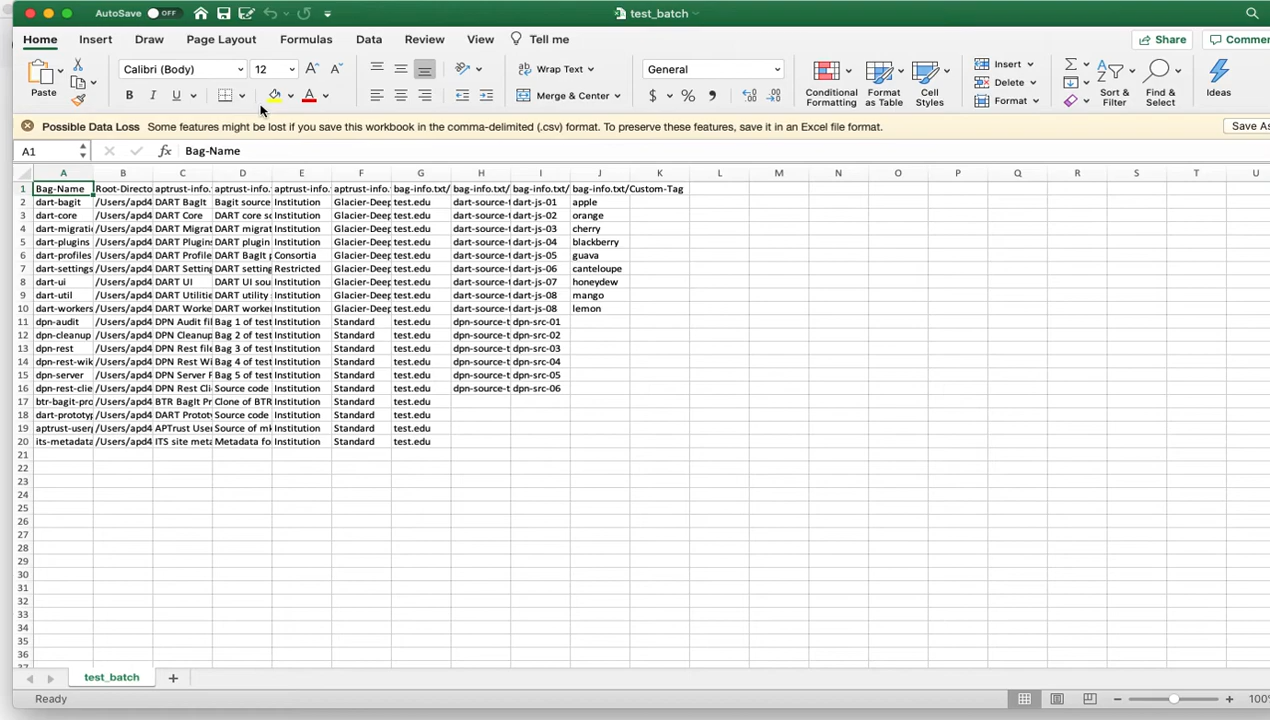 AutoSave OFF test_batch
Home Insert Draw Page Layout Formulas Data Review View Tell me Share Commen
Paste Calibri (Body) 12 Wrap Text General Conditional Formatting Format as Table Cell Styles Insert Sort & Filter Find & Select Ideas
B I U A Merge & Center $ % Delete Format
Possible Data Loss Some features might be lost if you save this workbook in the comma-delimited (.csv) format. To preserve these features, save it in an Excel file format. Save As
A1 fx Bag-Name
A B C D E F G H I J K L M N O P Q R S T U
1 Bag-Name Root-Directo aptrust-info. aptrust-info. aptrust-info. aptrust-info. bag-info.txt/ bag-info.txt/ bag-info.txt/ bag-info.txt/Custom-Tag
2 dart-bagit /Users/apd4 DART BagIt Bagit source Institution Glacier-Deep test.edu dart-source-t dart-js-01 apple
3 dart-core /Users/apd4 DART Core DART core sc Institution Glacier-Deep test.edu dart-source-t dart-js-02 orange
4 dart-migrati /Users/apd4 DART Migrat DART migrat Institution Glacier-Deep test.edu dart-source-t dart-js-03 cherry
5 dart-plugins /Users/apd4 DART Plugins DART plugin Institution Glacier-Deep test.edu dart-source-t dart-js-04 blackberry
6 dart-profiles /Users/apd4 DART Profile DART BagIt p Consortia Glacier-Deep test.edu dart-source-t dart-js-05 guava
7 dart-settings /Users/apd4 DART Setting DART setting Restricted Glacier-Deep test.edu dart-source-t dart-js-06 canteloupe
8 dart-ui /Users/apd4 DART UI DART UI sou Institution Glacier-Deep test.edu dart-source-t dart-js-07 honeydew
9 dart-util /Users/apd4 DART Utilitie DART utility Institution Glacier-Deep test.edu dart-source-t dart-js-08 mango
10 dart-workers /Users/apd4 DART Worke DART worker Institution Glacier-Deep test.edu dart-source-t dart-js-08 lemon
11 dpn-audit /Users/apd4 DPN Audit fil Bag 1 of test Institution Standard test.edu dpn-source-t dpn-src-01
12 dpn-cleanup /Users/apd4 DPN Cleanup Bag 2 of test Institution Standard test.edu dpn-source-t dpn-src-02
13 dpn-rest /Users/apd4 DPN Rest file Bag 3 of test Institution Standard test.edu dpn-source-t dpn-src-03
14 dpn-rest-wik /Users/apd4 DPN Rest Wi Bag 4 of test Institution Standard test.edu dpn-source-t dpn-src-04
15 dpn-server /Users/apd4 DPN Server F Bag 5 of test Institution Standard test.edu dpn-source-t dpn-src-05
16 dpn-rest-clie /Users/apd4 DPN Rest Cli Source code Institution Standard test.edu dpn-source-t dpn-src-06
17 btr-bagit-pro /Users/apd4 BTR BagIt Pr Clone of BTR Institution Standard test.edu
18 dart-prototyp /Users/apd4 DART Prototy Source code Institution Standard test.edu
19 aptrust-user /Users/apd4 APTrust User Source of mk Institution Standard test.edu
20 its-metadata /Users/apd4 ITS site meta Metadata fo Institution Standard test.edu
21
22
23
24
25
26
27
28
29
30
31
32
33
34
35
36
37
test_batch
Ready 100%